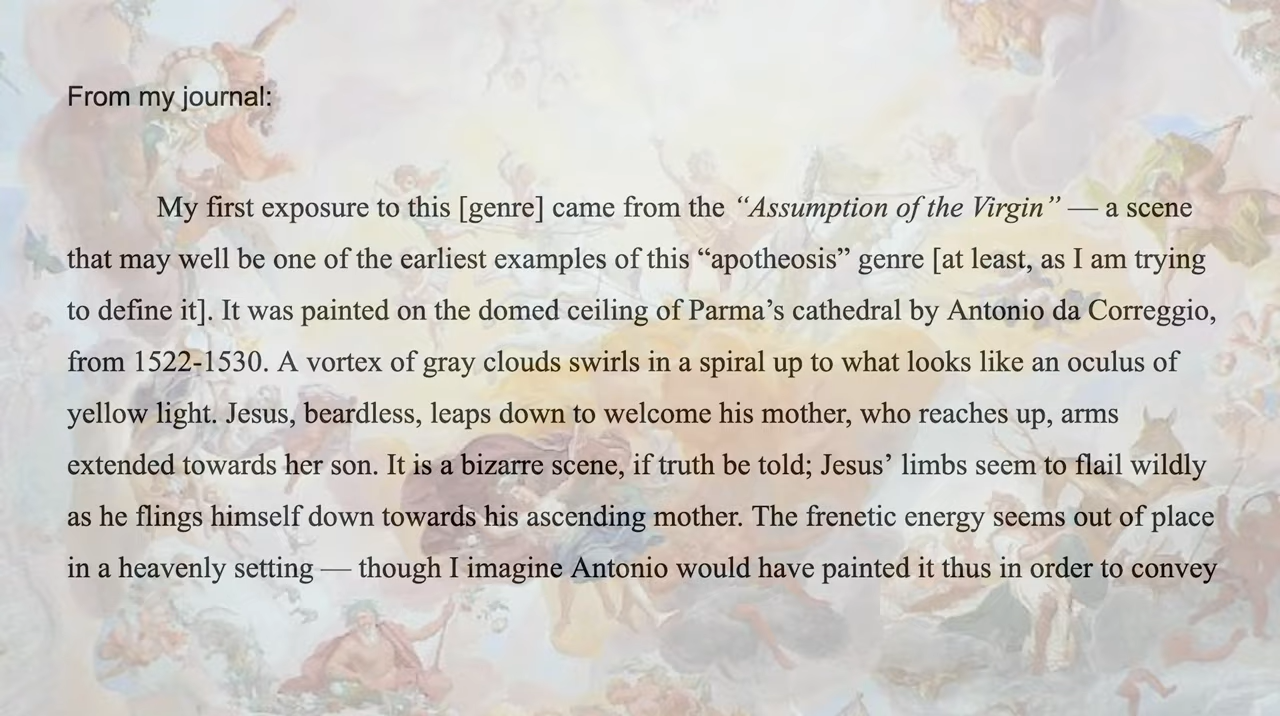 From my journal:
My first exposure to this [genre] came from the “Assumption of the Virgin” — a scene
that may well be one of the earliest examples of this “apotheosis” genre [at least, as I am trying
to define it]. It was painted on the domed ceiling of Parma’s cathedral by Antonio da Correggio,
from 1522-1530. A vortex of gray clouds swirls in a spiral up to what looks like an oculus of
yellow light. Jesus, beardless, leaps down to welcome his mother, who reaches up, arms
extended towards her son. It is a bizarre scene, if truth be told; Jesus’ limbs seem to flail wildly
as he flings himself down towards his ascending mother. The frenetic energy seems out of place
in a heavenly setting — though I imagine Antonio would have painted it thus in order to convey